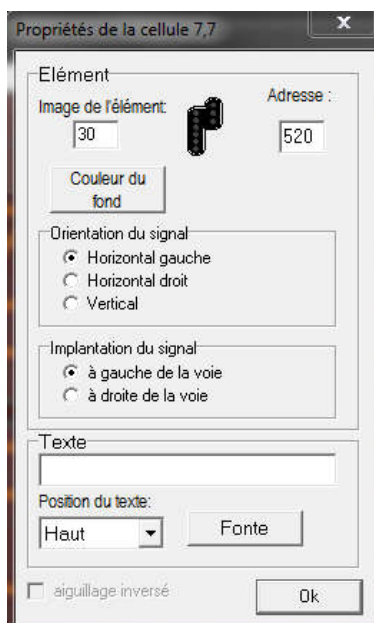 Propriétés de la cellule 7,7
x
Elément
Image de l'élément:
Adresse :
30
520
Couleur du
fond
Orientation du signal
Horizontal gauche
Horizontal droit
Vertical
Implantation du signal
à gauche de la voie
à droite de la voie
Texte
Position du texte:
Haut
Fonte
aiguillage inversé
Ok